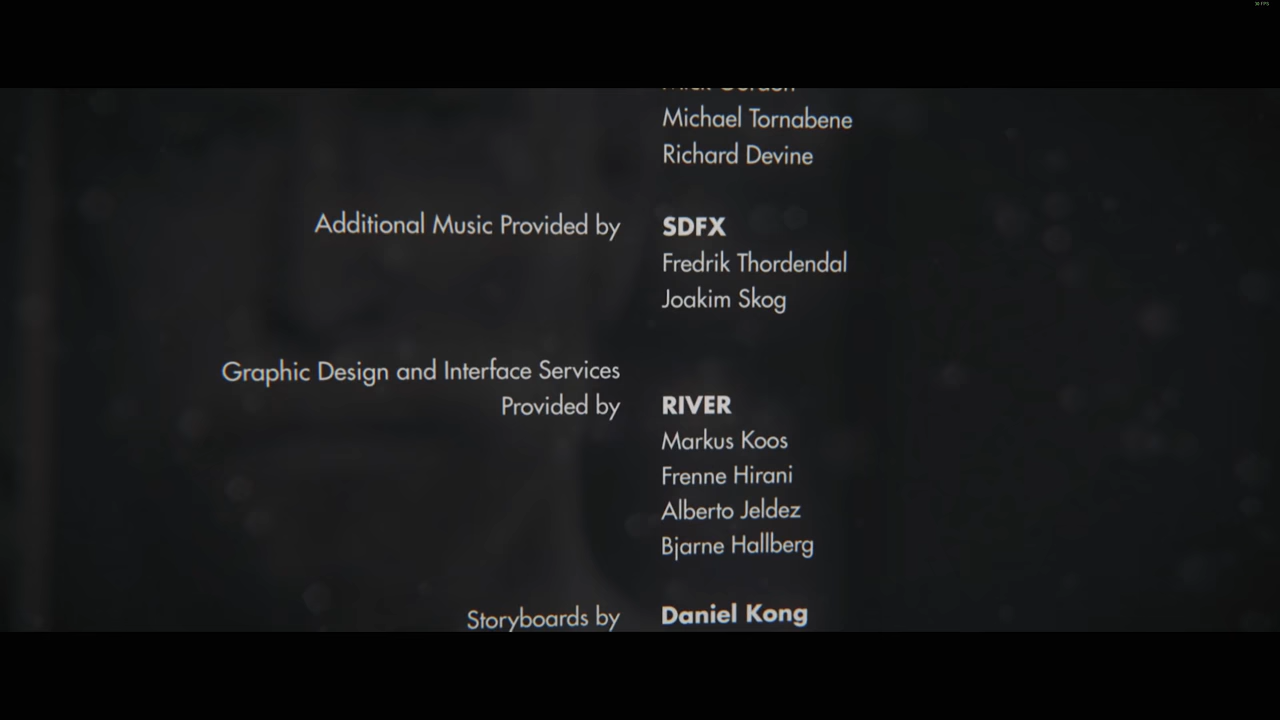 Michael Tornabene
Richard Devine
Additional Music Provided by SDFX
Fredrik Thordendal
Joakim Skog
Graphic Design and Interface Services
Provided by RIVER
Markus Koos
Frenne Hirani
Alberto Jeldez
Bjarne Hallberg
Storyboards by Daniel Kong